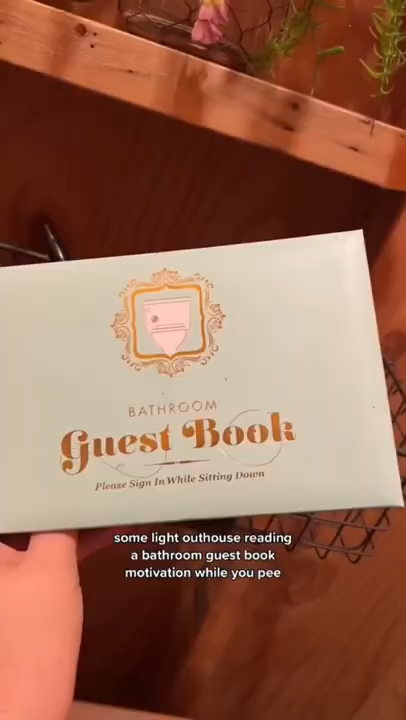 BATHROOM
Guest Book
Please Sign In While Sitting Down
some light outhouse reading
a bathroom guest book
motivation while you pee